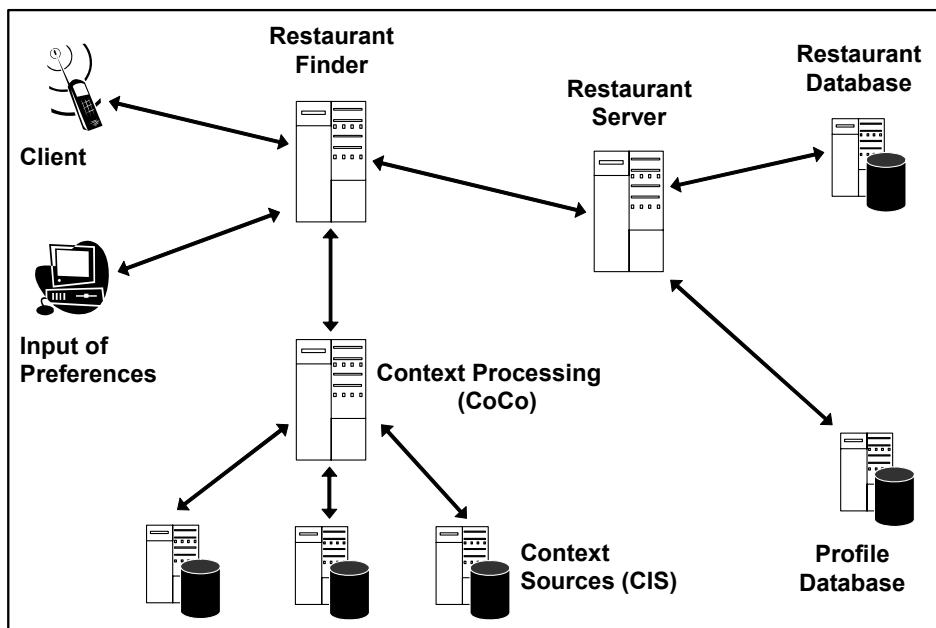 Restaurant
Finder
Restaurant
Server
Restaurant
Database
Client
Input of
Preferences
Context Processing
(CoCo)
Context
Sources (CIS)
Profile
Database